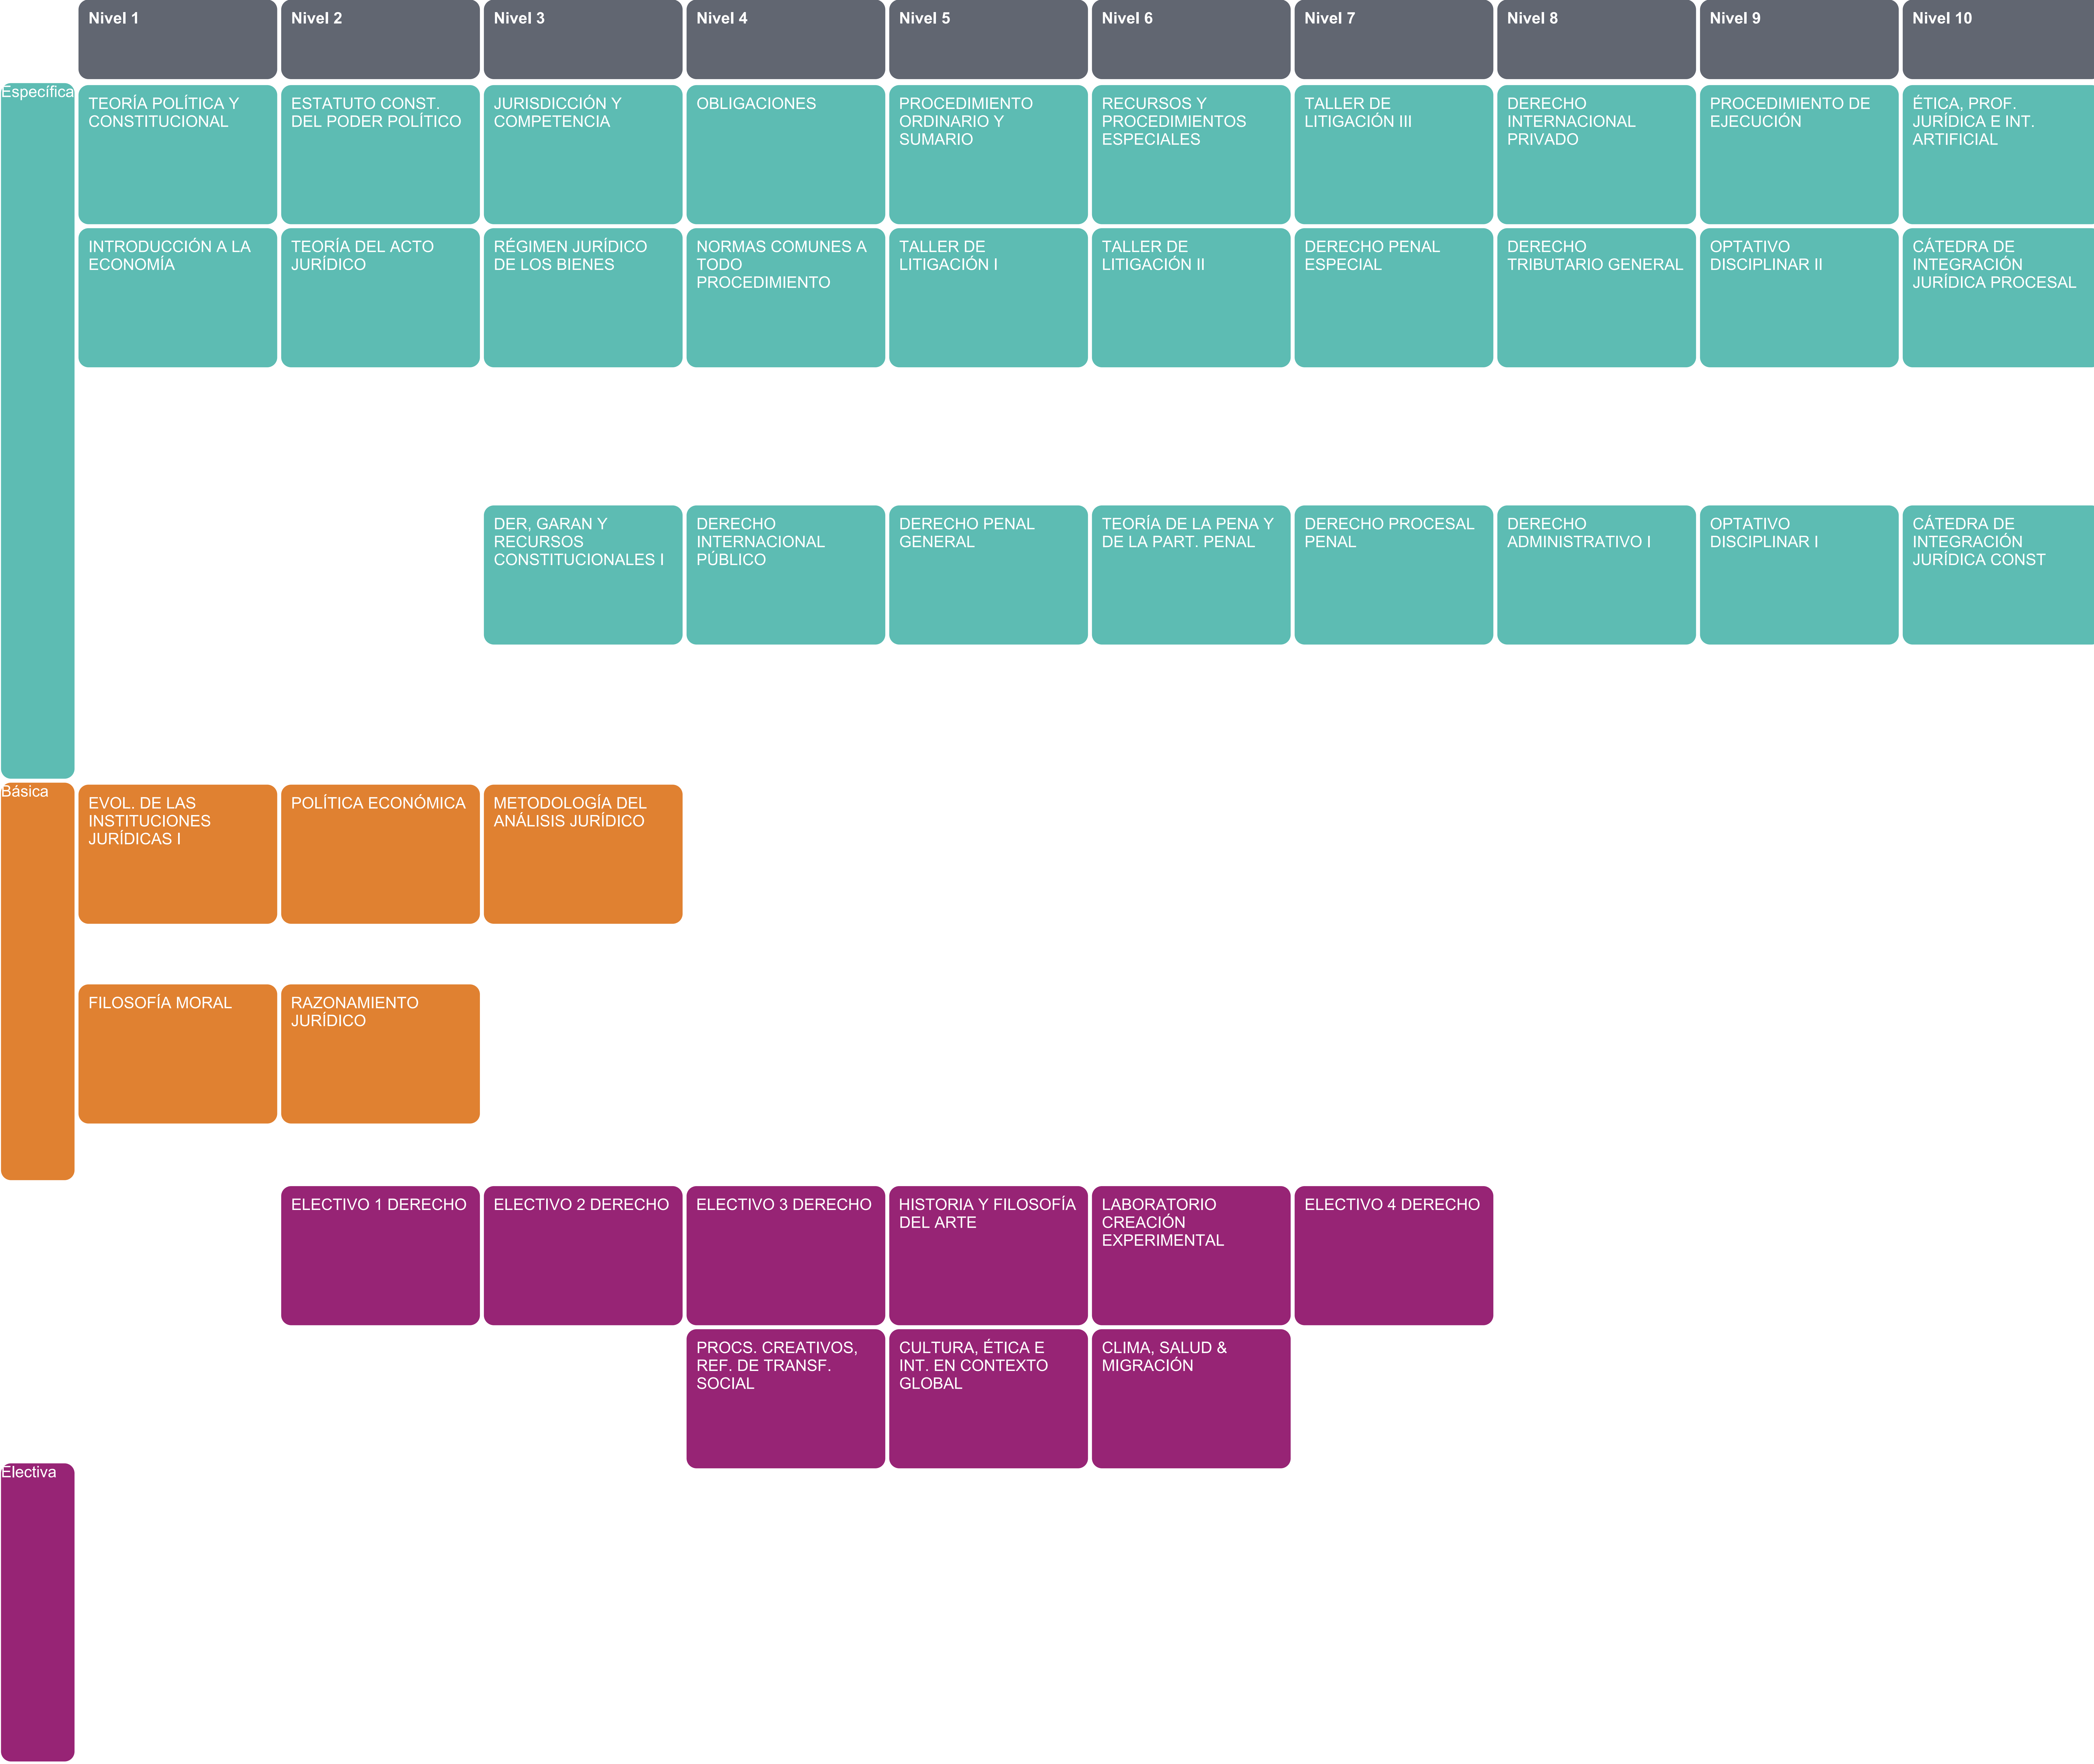 Nivel 1
Nivel 2
Nivel 3
Nivel 4
Nivel 5
Nivel 6
Nivel 7
Nivel 8
Nivel 9
Nivel 10
Específica
TEORÍA POLÍTICA Y
CONSTITUCIONAL
ESTATUTO CONST.
DEL PODER POLÍTICO
JURISDICCIÓN Y
COMPETENCIA
OBLIGACIONES
PROCEDIMIENTO
ORDINARIO Y
SUMARIO
RECURSOS Y
PROCEDIMIENTOS
ESPECIALES
TALLER DE
LITIGACIÓN III
DERECHO
INTERNACIONAL
PRIVADO
PROCEDIMIENTO DE
EJECUCIÓN
ÉTICA, PROF.
JURÍDICA E INT.
ARTIFICIAL
INTRODUCCIÓN A LA
ECONOMÍA
TEORÍA DEL ACTO
JURÍDICO
RÉGIMEN JURÍDICO
DE LOS BIENES
NORMAS COMUNES A
TODO
PROCEDIMIENTO
TALLER DE
LITIGACIÓN I
TALLER DE
LITIGACIÓN II
DERECHO PENAL
ESPECIAL
DERECHO
TRIBUTARIO GENERAL
OPTATIVO
DISCIPLINAR II
CÁTEDRA DE
INTEGRACIÓN
JURÍDICA PROCESAL
DER, GARAN Y
RECURSOS
CONSTITUCIONALES I
DERECHO
INTERNACIONAL
PÚBLICO
DERECHO PENAL
GENERAL
TEORÍA DE LA PENA Y
DE LA PART. PENAL
DERECHO PROCESAL
PENAL
DERECHO
ADMINISTRATIVO I
OPTATIVO
DISCIPLINAR I
CÁTEDRA DE
INTEGRACIÓN
JURÍDICA CONST
Básica
EVOL. DE LAS
INSTITUCIONES
JURÍDICAS I
POLÍTICA ECONÓMICA
METODOLOGÍA DEL
ANÁLISIS JURÍDICO
FILOSOFÍA MORAL
RAZONAMIENTO
JURÍDICO
ELECTIVO 1 DERECHO
ELECTIVO 2 DERECHO
ELECTIVO 3 DERECHO
HISTORIA Y FILOSOFÍA
DEL ARTE
LABORATORIO
CREACIÓN
EXPERIMENTAL
ELECTIVO 4 DERECHO
PROCS. CREATIVOS,
REF. DE TRANSF.
SOCIAL
CULTURA, ÉTICA E
INT. EN CONTEXTO
GLOBAL
CLIMA, SALUD &
MIGRACIÓN
Electiva